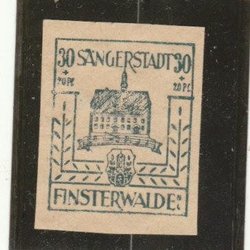 30 SÄNGERSTADT 30
+ +
20 Pf. 20 Pf.
FINSTERWALDE N.L.